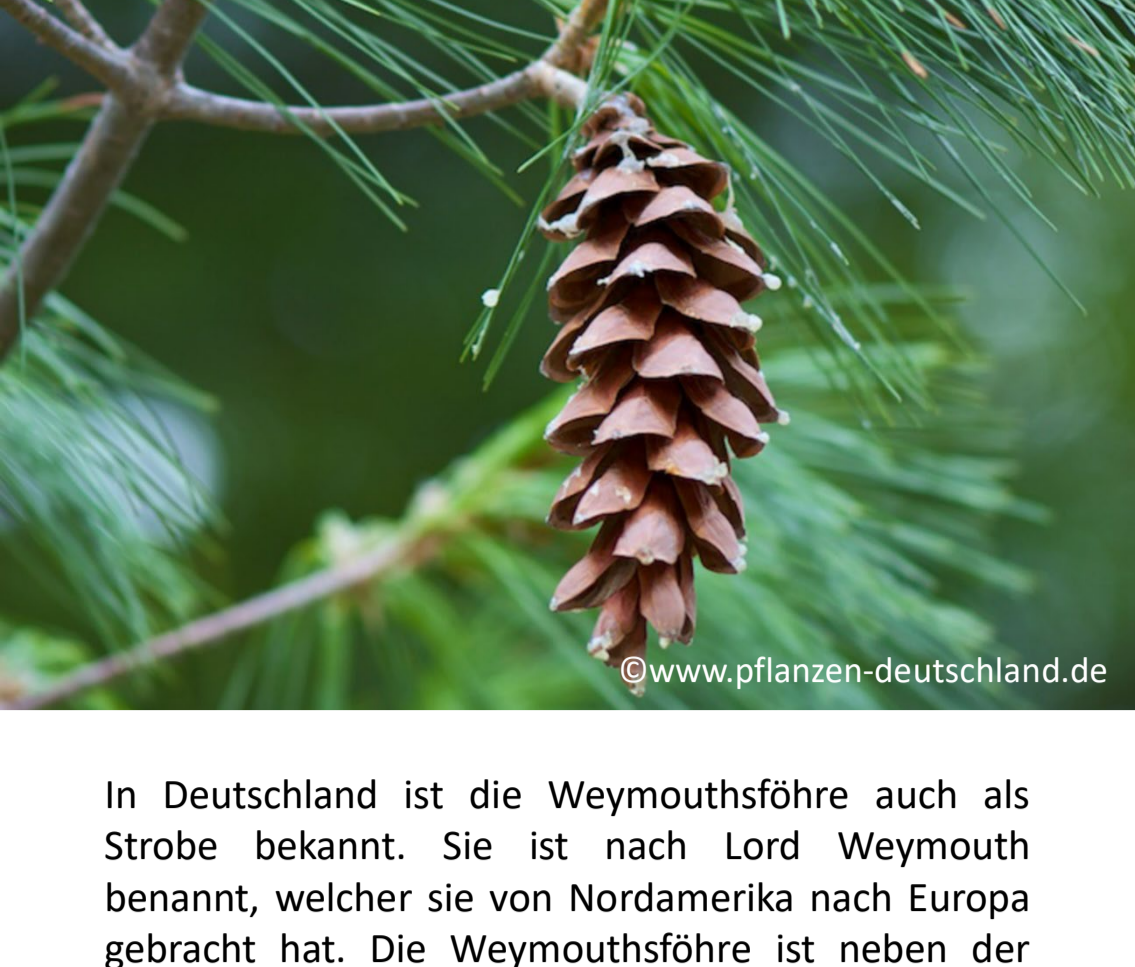 ©www.pflanzen-deutschland.de
In Deutschland ist die Weymouthsföhre auch als
Strobe bekannt. Sie ist nach Lord Weymouth
benannt, welcher sie von Nordamerika nach Europa
gebracht hat. Die Weymouthsföhre ist neben der